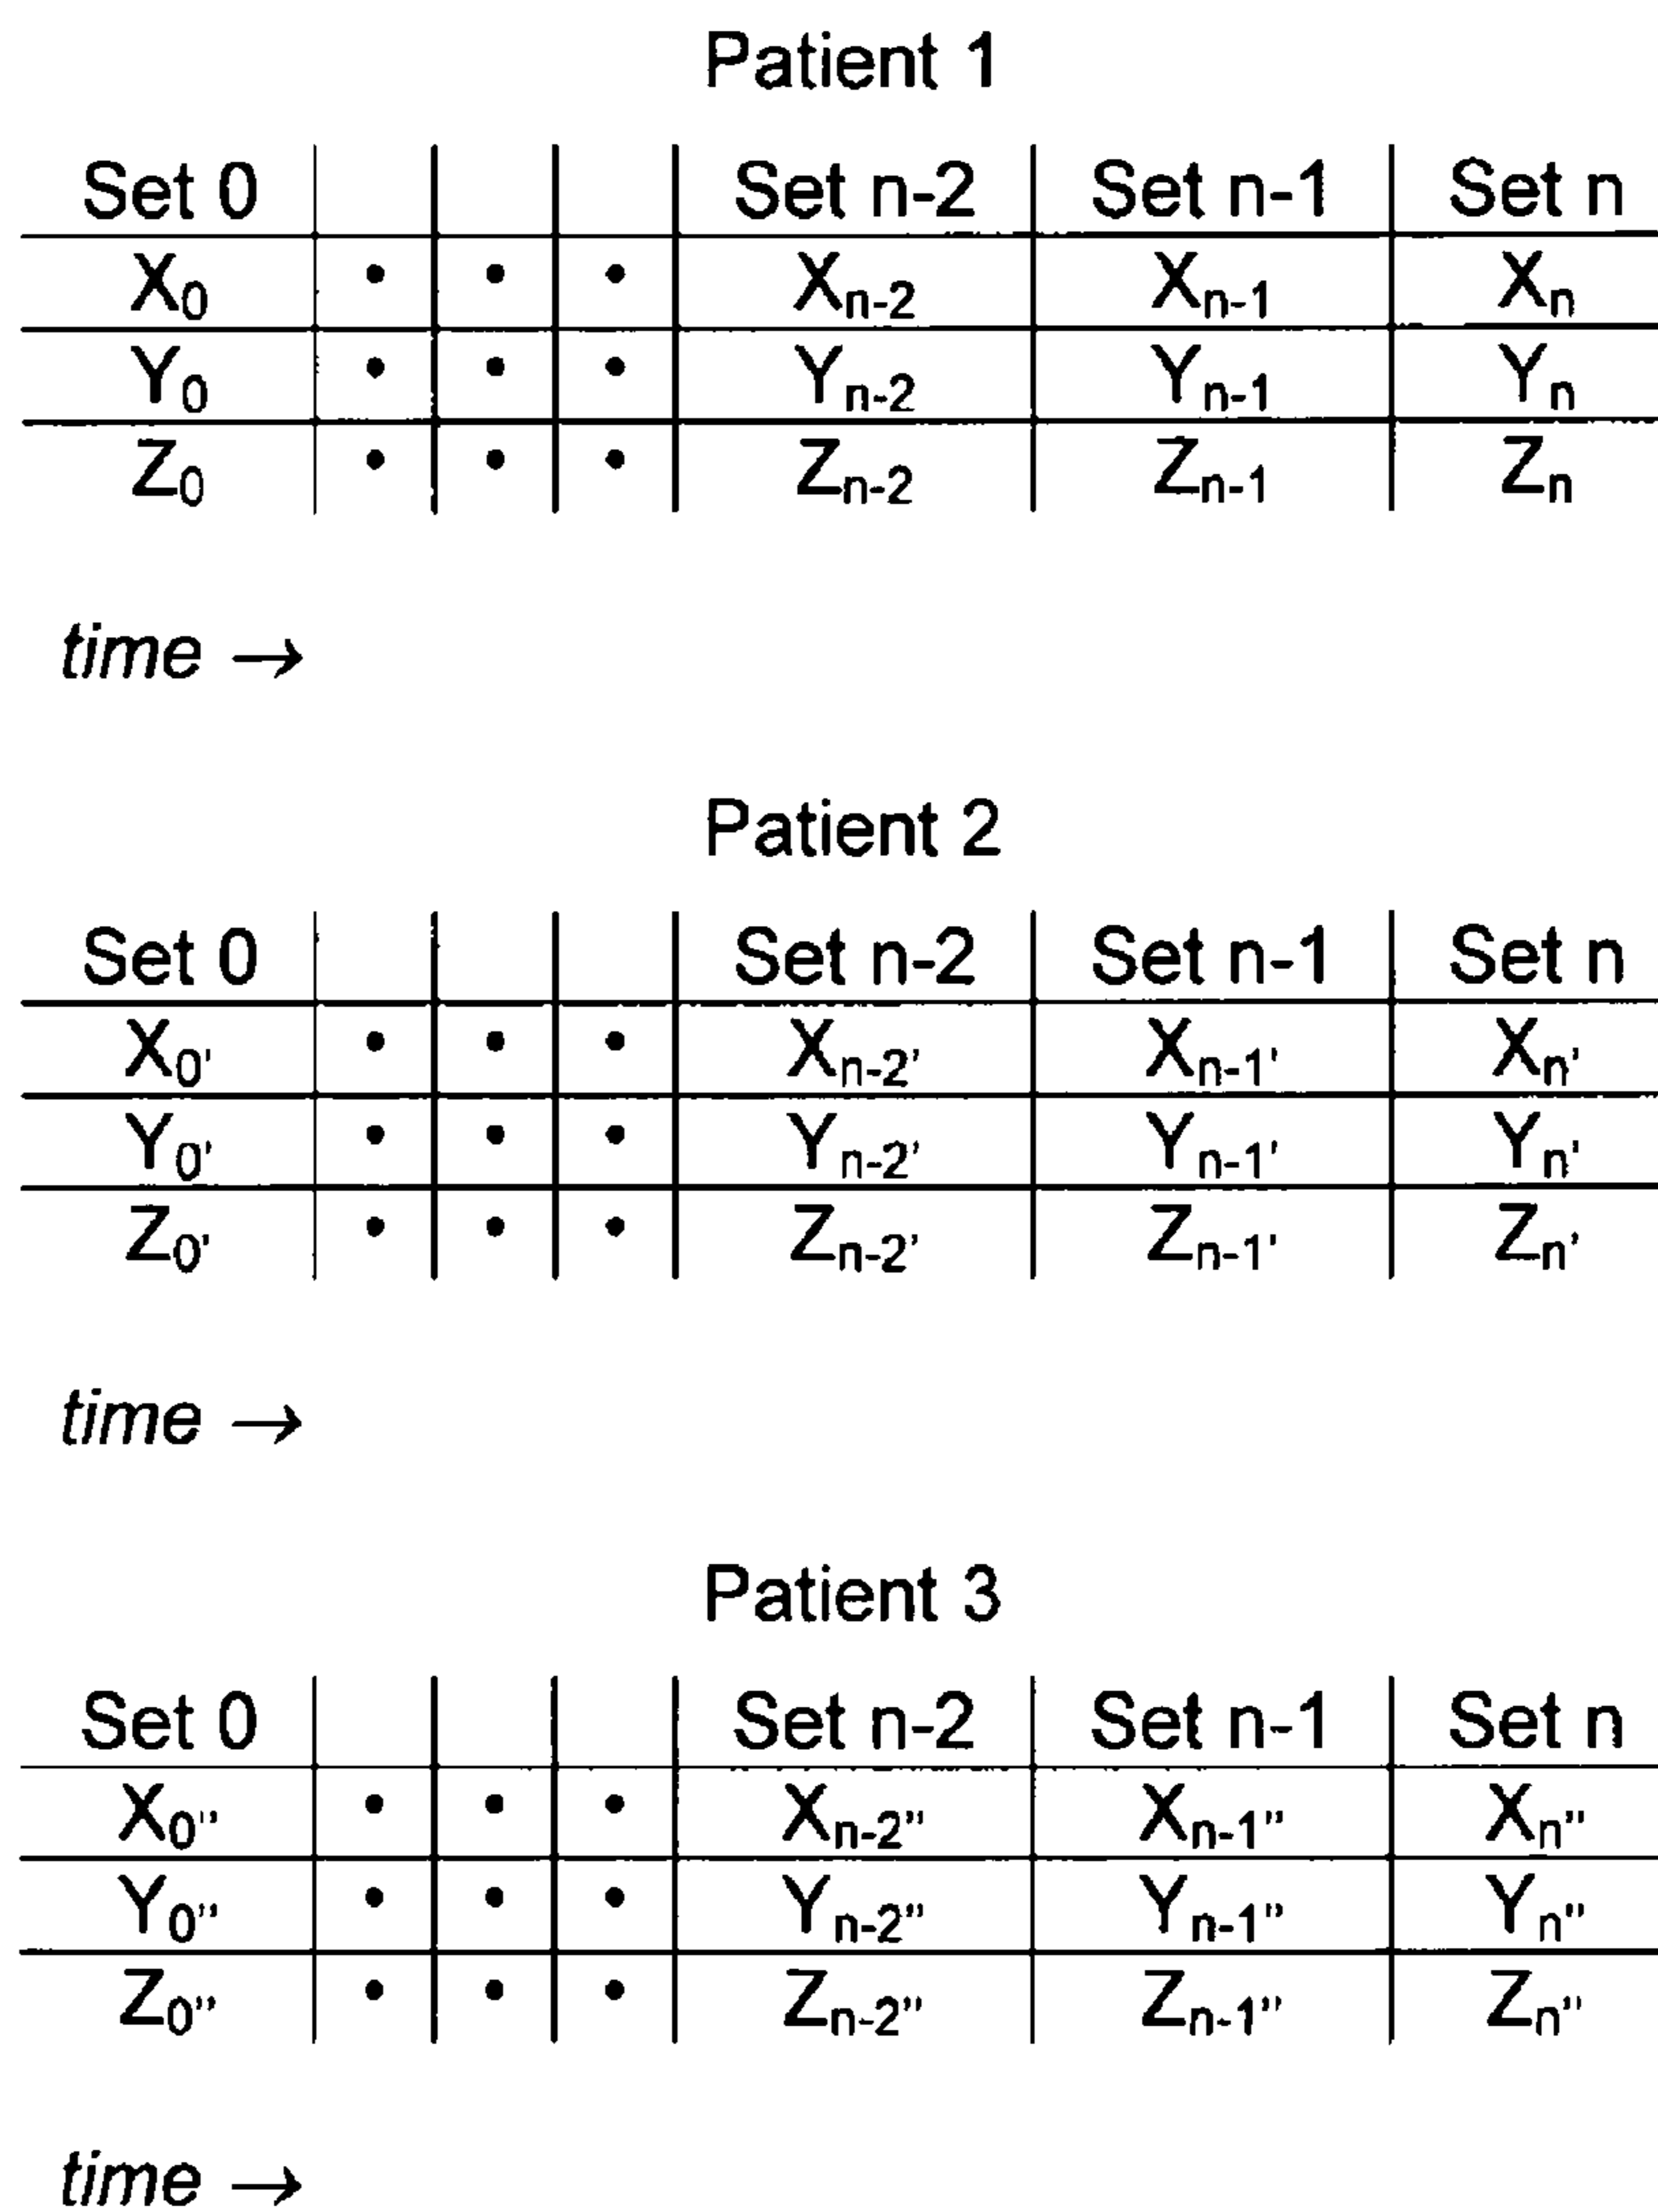 Patient 1
Set 0 Set n-2 Set n-1 Set n
X0 • • • Xn-2 Xn-1 Xn
Y0 • • • Yn-2 Yn-1 Yn
Z0 • • • Zn-2 Zn-1 Zn
time →
Patient 2
Set 0 Set n-2 Set n-1 Set n
X0' • • • Xn-2' Xn-1' Xn'
Y0' • • • Yn-2' Yn-1' Yn'
Z0' • • • Zn-2' Zn-1' Zn'
time →
Patient 3
Set 0 Set n-2 Set n-1 Set n
X0" • • • Xn-2" Xn-1" Xn"
Y0" • • • Yn-2" Yn-1" Yn"
Z0" • • • Zn-2" Zn-1" Zn"
time →